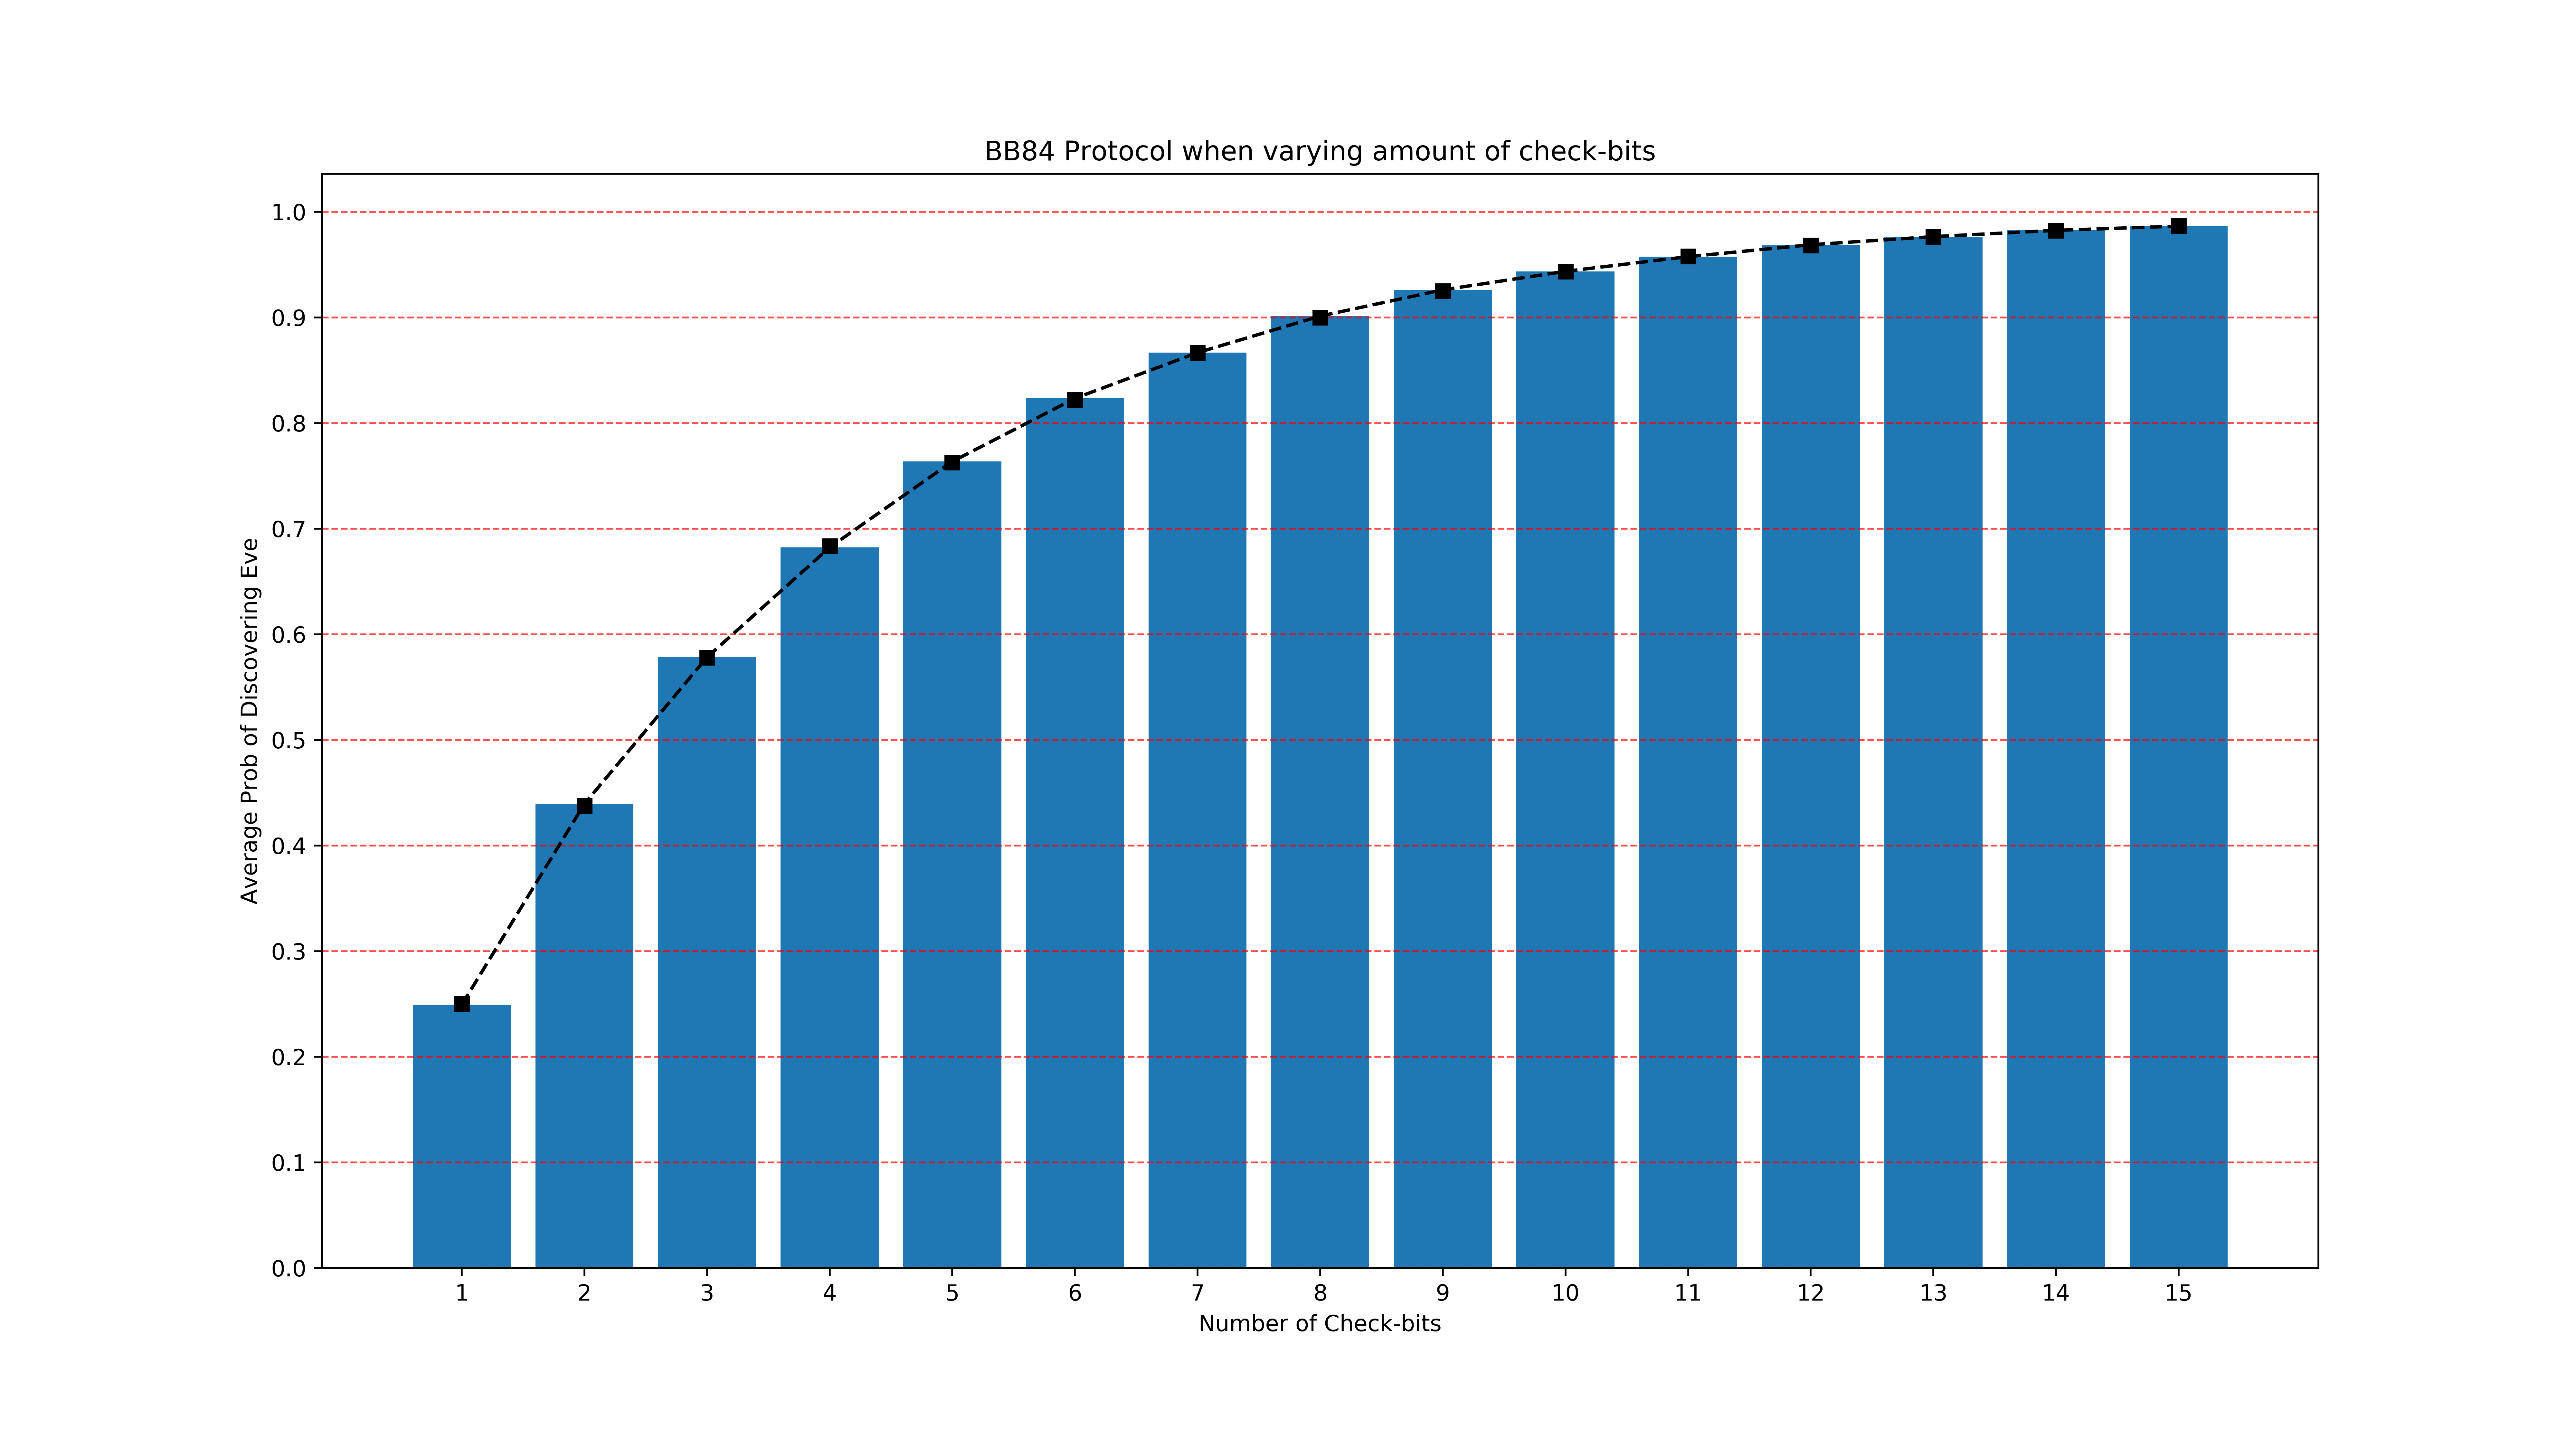 BB84 Protocol when varying amount of check-bits
Average Prob of Discovering Eve
1.0
0.9
0.8
0.7
0.6
0.5
0.4
0.3
0.2
0.1
0.0
1 2 3 4 5 6 7 8 9 10 11 12 13 14 15
Number of Check-bits